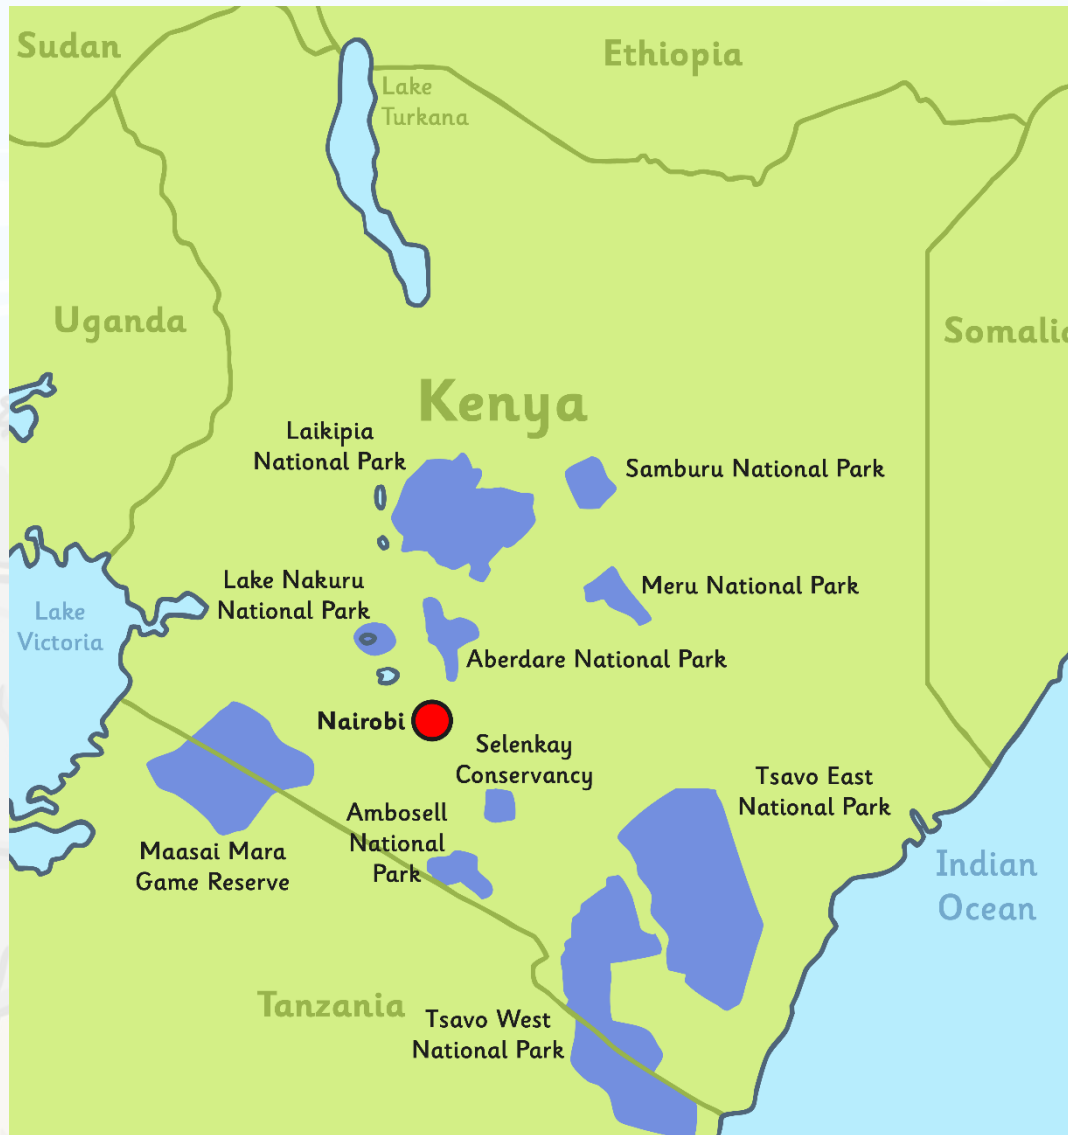 Sudan
Ethiopia
Lake
Turkana
Uganda
Somalia
Kenya
Laikipia
National Park
Samburu National Park
Lake Nakuru
National Park
Meru National Park
Lake
Victoria
Aberdare National Park
Nairobi
Selenkay
Conservancy
Tsavo East
National Park
Ambosell
National
Park
Maasai Mara
Game Reserve
Indian
Ocean
Tanzania
Tsavo West
National Park